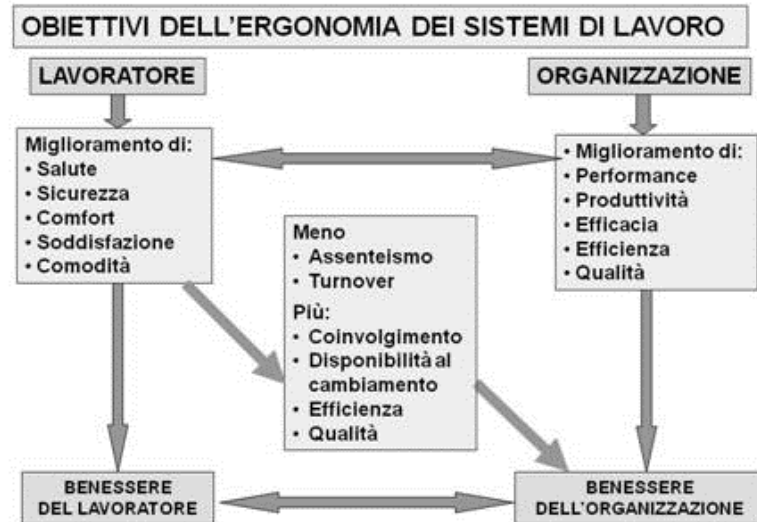 OBIETTIVI DELL'ERGONOMIA DEI SISTEMI DI LAVORO
LAVORATORE
ORGANIZZAZIONE
Miglioramento di:
• Salute
• Sicurezza
• Comfort
• Soddisfazione
• Comodità
• Miglioramento di:
• Performance
• Produttività
• Efficacia
• Efficienza
• Qualità
Meno
• Assenteismo
• Turnover
Più:
• Coinvolgimento
• Disponibilità al
cambiamento
• Efficienza
• Qualità
BENESSERE
DEL LAVORATORE
BENESSERE
DELL'ORGANIZZAZIONE